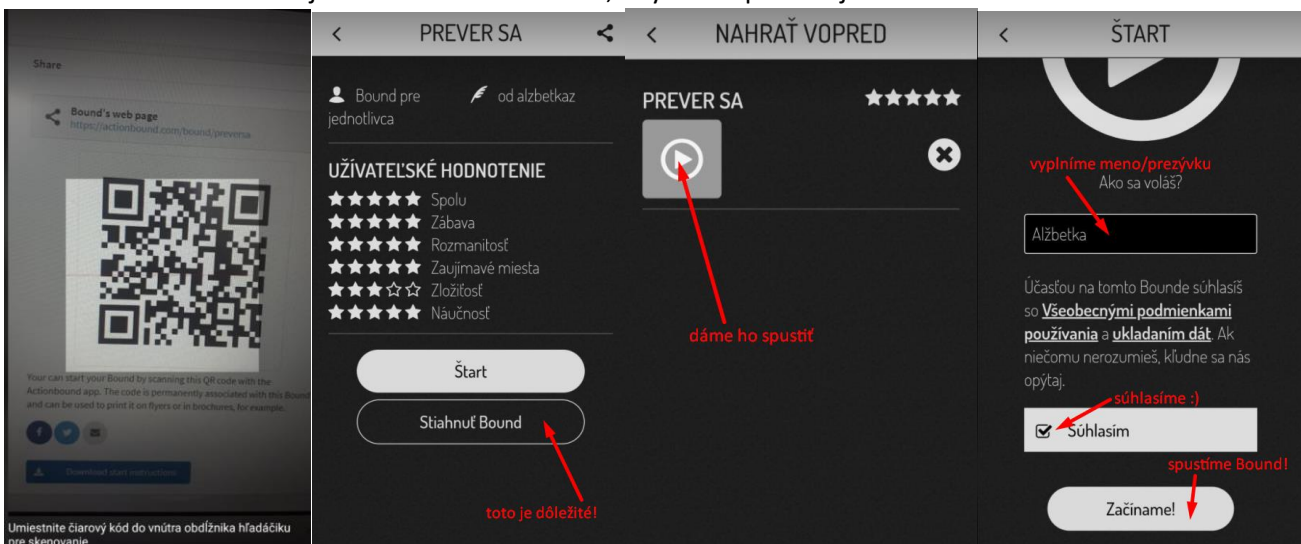 Share
Bound's web page
https://actionbound.com/bound/preversa
Your can start your Bound by scanning this QR code with the
Actionbound app. The code is permanently associated with this Bound
and can be used to print it on flyers or in brochures, for example.
Download start instructions
Umiestnite čiarový kód do vnútra obdĺžnika hľadáčiku
pre skenovanie
PREVER SA
Bound pre
jednotlivca
od alzbetkaz
UŽÍVATEĽSKÉ HODNOTENIE
Spolu
Zábava
Rozmanitosť
Zaujímavé miesta
Zložitosť
Náučnosť
Štart
Stiahnuť Bound
toto je dôležité!
NAHRAŤ VOPRED
PREVER SA
dáme ho spustiť
ŠTART
vyplníme meno/prezývku
Ako sa voláš?
Alžbetka
Účasťou na tomto Bounde súhlasíš
so Všeobecnými podmienkami
používania a ukladaním dát. Ak
niečomu nerozumieš, kľudne sa nás
opýtaj.
súhlasíme :)
Súhlasím
spustíme Bound!
Začíname!